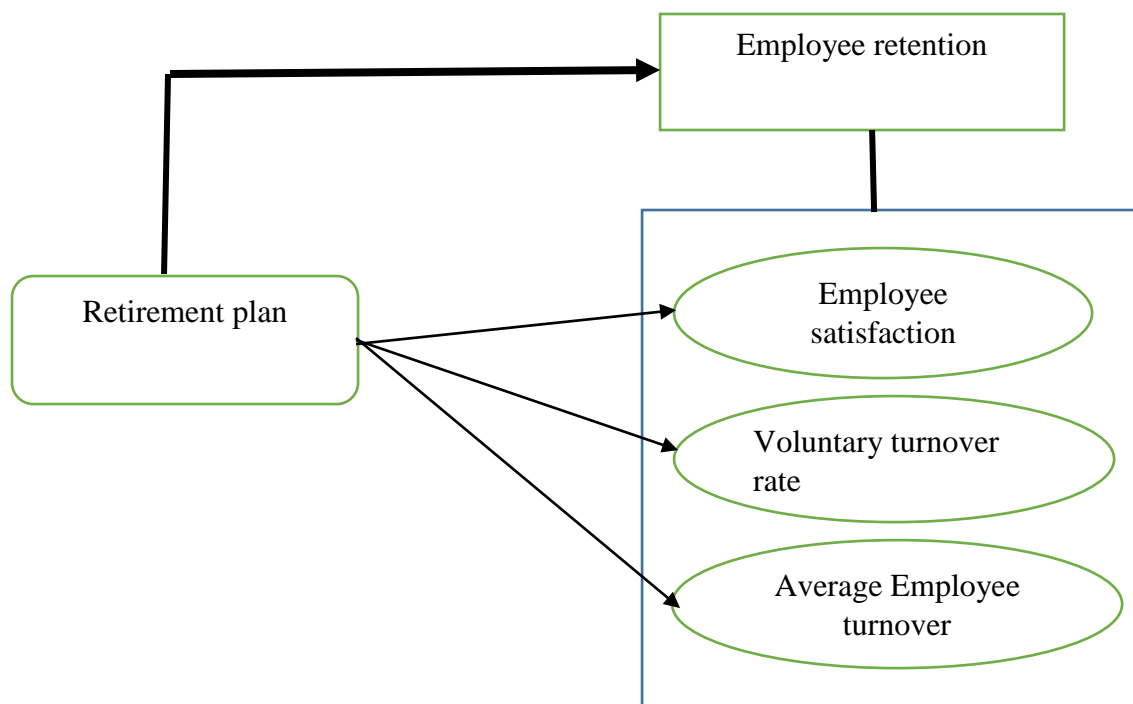 Employee retention
Retirement plan
Employee
satisfaction
Voluntary turnover
rate
Average Employee
turnover